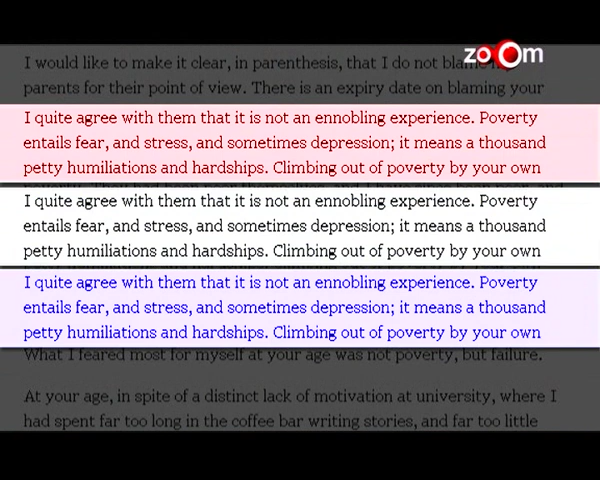 zoOm
I would like to make it clear, in parenthesis, that I do not blame my
parents for their point of view. There is an expiry date on blaming your
I quite agree with them that it is not an ennobling experience. Poverty
entails fear, and stress, and sometimes depression; it means a thousand
petty humiliations and hardships. Climbing out of poverty by your own
I quite agree with them that it is not an ennobling experience. Poverty
entails fear, and stress, and sometimes depression; it means a thousand
petty humiliations and hardships. Climbing out of poverty by your own
I quite agree with them that it is not an ennobling experience. Poverty
entails fear, and stress, and sometimes depression; it means a thousand
petty humiliations and hardships. Climbing out of poverty by your own
What I feared most for myself at your age was not poverty, but failure.
At your age, in spite of a distinct lack of motivation at university, where I
had spent far too long in the coffee bar writing stories, and far too little